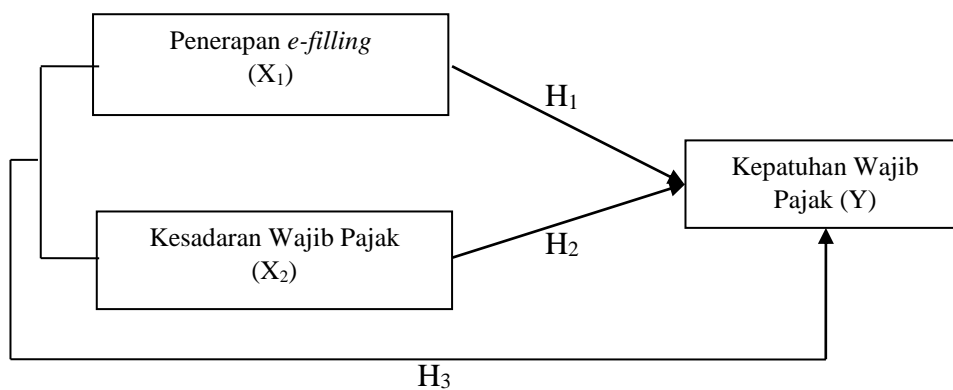 Penerapan e-filling
(X₁)
H₁
Kepatuhan Wajib
Pajak (Y)
Kesadaran Wajib Pajak
(X₂)
H₂
H₃